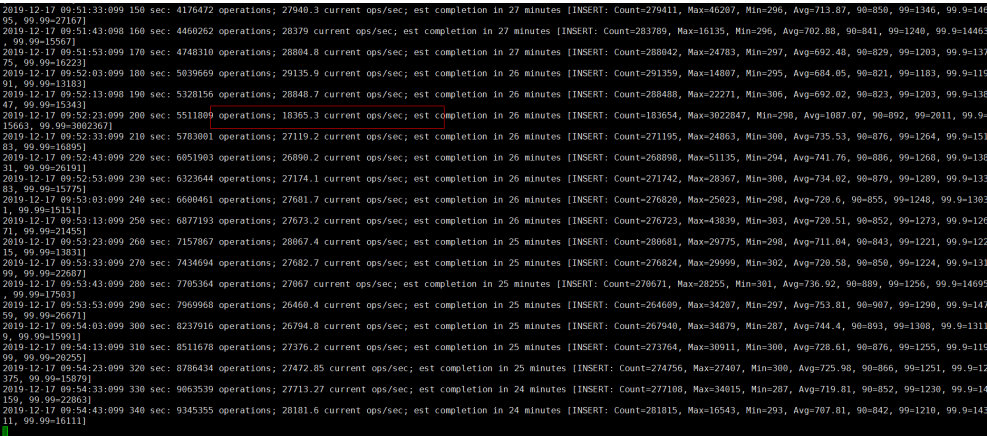 2019-12-17 09:51:33:099 150 sec: 4176472 operations; 27940.3 current ops/sec; est completion in 27 minutes [INSERT: Count=279411, Max=46207, Min=296, Avg=713.87, 90=850, 99=1346, 99.9=146
95, 99.99=27167]
2019-12-17 09:51:43:098 160 sec: 4460262 operations; 28379 current ops/sec; est completion in 27 minutes [INSERT: Count=283789, Max=16135, Min=296, Avg=702.88, 90=841, 99=1240, 99.9=14463
, 99.99=15567]
2019-12-17 09:51:53:099 170 sec: 4748310 operations; 28804.8 current ops/sec; est completion in 27 minutes [INSERT: Count=288042, Max=24783, Min=297, Avg=692.48, 90=829, 99=1203, 99.9=137
75, 99.99=16223]
2019-12-17 09:52:03:099 180 sec: 5039669 operations; 29135.9 current ops/sec; est completion in 26 minutes [INSERT: Count=291359, Max=14807, Min=295, Avg=684.05, 90=821, 99=1183, 99.9=119
91, 99.99=13183]
2019-12-17 09:52:13:098 190 sec: 5328156 operations; 28848.7 current ops/sec; est completion in 26 minutes [INSERT: Count=288488, Max=22271, Min=306, Avg=692.02, 90=823, 99=1203, 99.9=138
47, 99.99=15343]
2019-12-17 09:52:23:099 200 sec: 5511809 operations; 18365.3 current ops/sec; est completion in 26 minutes [INSERT: Count=183654, Max=3022847, Min=298, Avg=1087.07, 90=892, 99=2011, 99.9=
15663, 99.99=3002367]
2019-12-17 09:52:33:099 210 sec: 5783001 operations; 27119.2 current ops/sec; est completion in 26 minutes [INSERT: Count=271195, Max=24863, Min=300, Avg=735.53, 90=876, 99=1264, 99.9=151
83, 99.99=16895]
2019-12-17 09:52:43:099 220 sec: 6051903 operations; 26890.2 current ops/sec; est completion in 26 minutes [INSERT: Count=268898, Max=51135, Min=294, Avg=741.76, 90=886, 99=1268, 99.9=138
31, 99.99=26191]
2019-12-17 09:52:53:099 230 sec: 6323644 operations; 27174.1 current ops/sec; est completion in 26 minutes [INSERT: Count=271742, Max=28367, Min=300, Avg=734.02, 90=879, 99=1289, 99.9=133
83, 99.99=15775]
2019-12-17 09:53:03:099 240 sec: 6600461 operations; 27681.7 current ops/sec; est completion in 26 minutes [INSERT: Count=276820, Max=25023, Min=298, Avg=720.6, 90=855, 99=1248, 99.9=1303
1, 99.99=15151]
2019-12-17 09:53:13:099 250 sec: 6877193 operations; 27673.2 current ops/sec; est completion in 26 minutes [INSERT: Count=276723, Max=43839, Min=303, Avg=720.51, 90=852, 99=1273, 99.9=126
71, 99.99=21455]
2019-12-17 09:53:23:099 260 sec: 7157867 operations; 28067.4 current ops/sec; est completion in 25 minutes [INSERT: Count=280681, Max=29775, Min=298, Avg=711.04, 90=843, 99=1221, 99.9=122
15, 99.99=13831]
2019-12-17 09:53:33:099 270 sec: 7434694 operations; 27682.7 current ops/sec; est completion in 25 minutes [INSERT: Count=276824, Max=29999, Min=302, Avg=720.58, 90=850, 99=1224, 99.9=131
99, 99.99=22687]
2019-12-17 09:53:43:099 280 sec: 7705364 operations; 27067 current ops/sec; est completion in 25 minutes [INSERT: Count=270671, Max=28255, Min=301, Avg=736.92, 90=889, 99=1256, 99.9=14695
, 99.99=17503]
2019-12-17 09:53:53:099 290 sec: 7969968 operations; 26460.4 current ops/sec; est completion in 25 minutes [INSERT: Count=264609, Max=34207, Min=297, Avg=753.81, 90=907, 99=1290, 99.9=147
59, 99.99=26671]
2019-12-17 09:54:03:099 300 sec: 8237916 operations; 26794.8 current ops/sec; est completion in 25 minutes [INSERT: Count=267940, Max=34879, Min=287, Avg=744.4, 90=893, 99=1308, 99.9=1311
9, 99.99=15991]
2019-12-17 09:54:13:099 310 sec: 8511678 operations; 27376.2 current ops/sec; est completion in 25 minutes [INSERT: Count=273764, Max=30911, Min=300, Avg=728.61, 90=876, 99=1255, 99.9=119
99, 99.99=20255]
2019-12-17 09:54:23:099 320 sec: 8786434 operations; 27472.85 current ops/sec; est completion in 25 minutes [INSERT: Count=274756, Max=27407, Min=300, Avg=725.98, 90=866, 99=1251, 99.9=12
375, 99.99=15879]
2019-12-17 09:54:33:099 330 sec: 9063539 operations; 27713.27 current ops/sec; est completion in 24 minutes [INSERT: Count=277108, Max=34015, Min=287, Avg=719.81, 90=852, 99=1230, 99.9=14
159, 99.99=22863]
2019-12-17 09:54:43:099 340 sec: 9345355 operations; 28181.6 current ops/sec; est completion in 24 minutes [INSERT: Count=281815, Max=16543, Min=293, Avg=707.81, 90=842, 99=1210, 99.9=143
11, 99.99=16111]